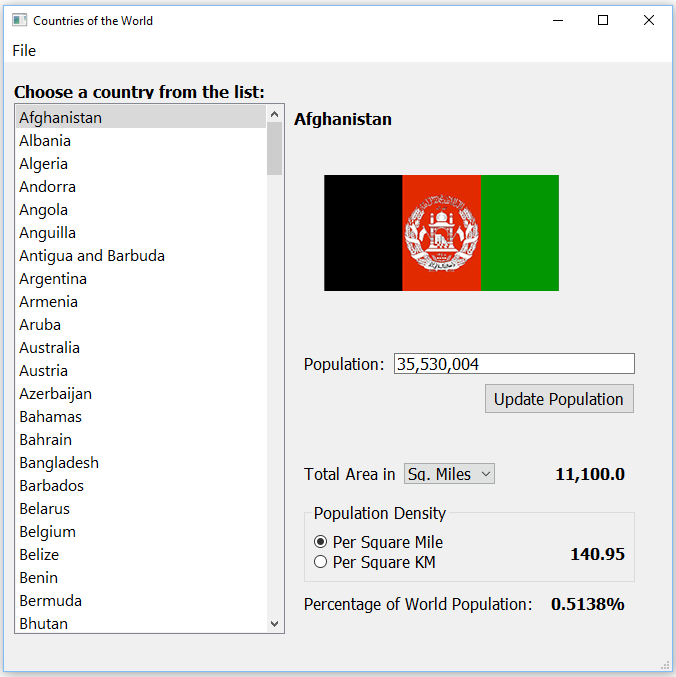 Countries of the World
File
Choose a country from the list:
Afghanistan
Albania
Algeria
Andorra
Angola
Anguilla
Antigua and Barbuda
Argentina
Armenia
Aruba
Australia
Austria
Azerbaijan
Bahamas
Bahrain
Bangladesh
Barbados
Belarus
Belgium
Belize
Benin
Bermuda
Bhutan
Afghanistan
Population: 35,530,004
Update Population
Total Area in Sq. Miles 11,100.0
Population Density
Per Square Mile
Per Square KM
140.95
Percentage of World Population: 0.5138%